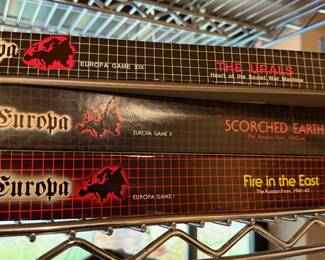 Europa
EUROPA GAME XIII
THE URALS
Heart of the Soviet War Machine
Europa
EUROPA GAME II
SCORCHED EARTH
The Russian Front, 1942-44
Europa
EUROPA GAME I
Fire in the East
The Russian Front, 1941-42